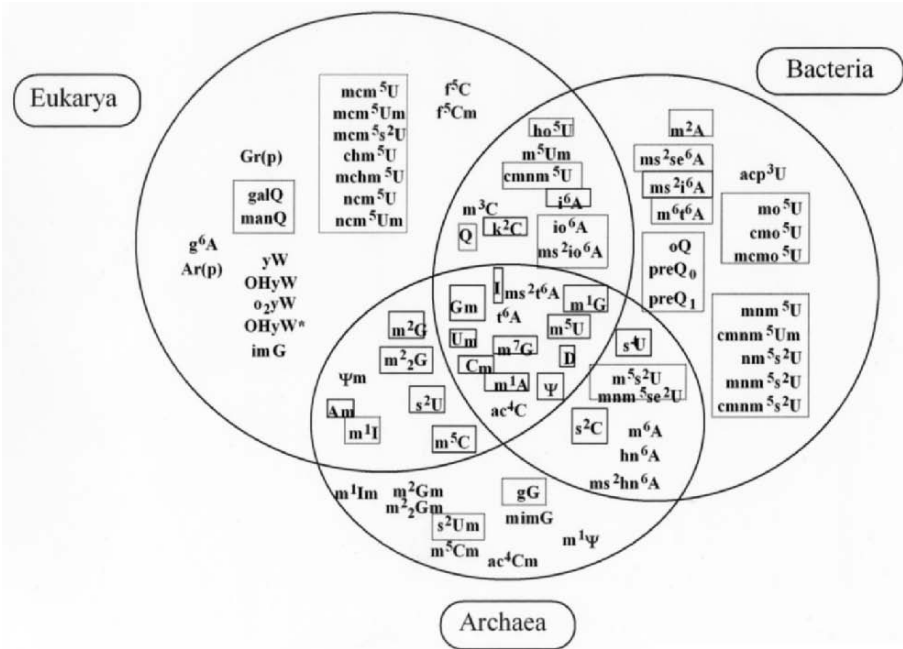 Eukarya
Bacteria
Archaea
mcm⁵U
mcm⁵Um
mcm⁵s²U
chm⁵U
mchm⁵U
ncm⁵U
ncm⁵Um
f⁵C
f⁵Cm
Gr(p)
galQ
manQ
g⁶A
Ar(p)
yW
OHyW
o₂yW
OHyW*
imG
ho⁵U
m⁵Um
cmnm⁵U
i⁶A
m³C
Q
k²C
io⁶A
ms²io⁶A
m²A
ms²se⁶A
ms²i⁶A
m⁶t⁶A
acp³U
mo⁵U
cmo⁵U
mcmo⁵U
oQ
preQ₀
preQ₁
mnm⁵U
cmnm⁵Um
nm⁵s²U
mnm⁵s²U
cmnm⁵s²U
I
ms²t⁶A
Gm
t⁶A
m¹G
m⁵U
Um
m⁷G
D
Cm
m¹A
Ψ
ac⁴C
m²G
m²₂G
Ψm
s²U
Am
m¹I
m⁵C
s⁴U
m⁵s²U
mnm⁵se²U
s²C
m⁶A
hn⁶A
ms²hn⁶A
m¹Im
m²Gm
m²₂Gm
s²Um
m⁵Cm
gG
mimG
ac⁴Cm
m¹Ψ